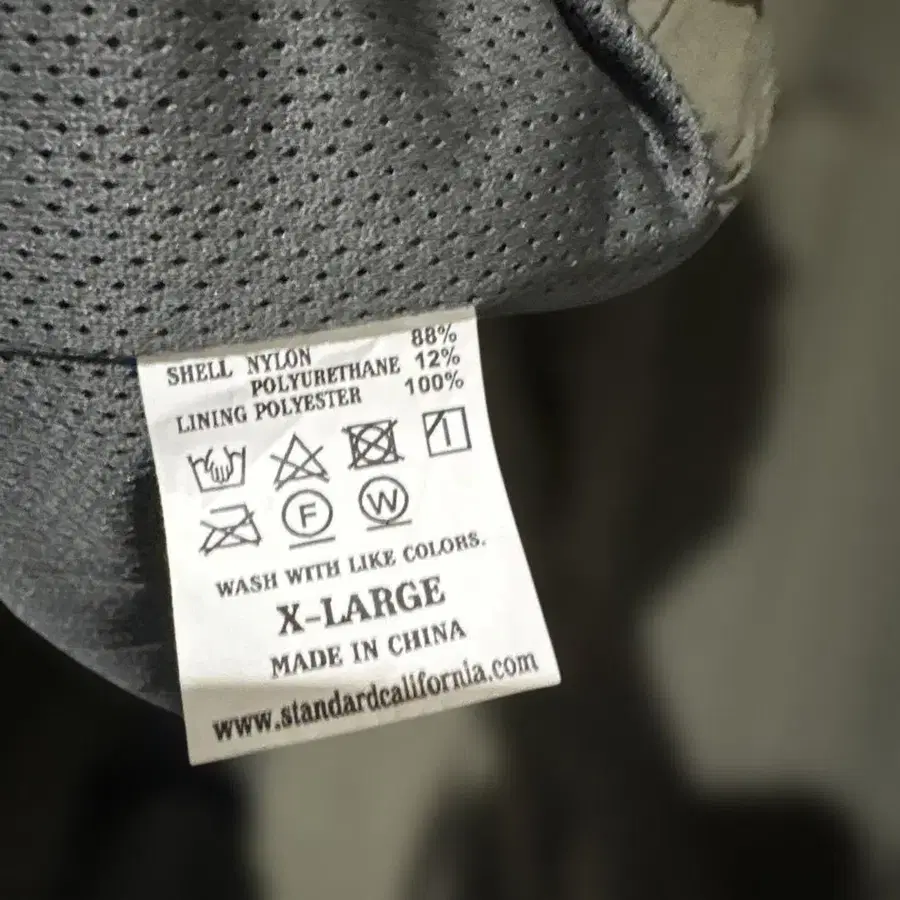 SHELL NYLON 88%
POLYURETHANE 12%
LINING POLYESTER 100%
F W
WASH WITH LIKE COLORS.
X-LARGE
MADE IN CHINA
www.standardcalifornia.com